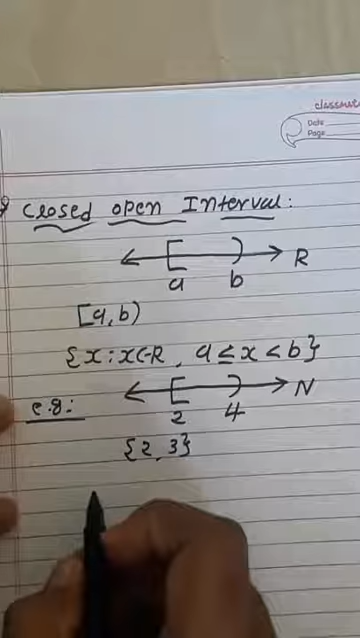 classmate
Date
Page
Closed open Interval:
R
a b
[a,b)
{x : x∈R, a ≤ x < b}
e.g: N
2 4
{2, 3}